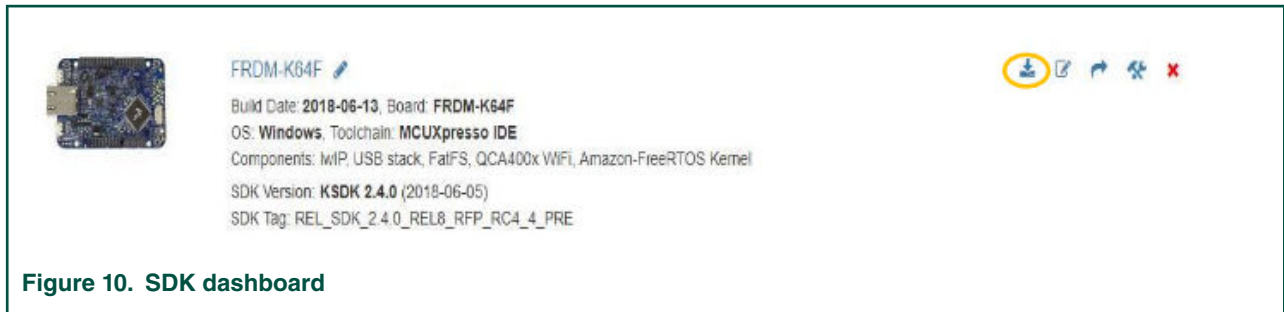 FRDM-K64F
Build Date: 2018-06-13, Board: FRDM-K64F
OS: Windows, Toolchain: MCUXpresso IDE
Components: lwIP, USB stack, FatFS, QCA400x WiFi, Amazon-FreeRTOS Kernel
SDK Version: KSDK 2.4.0 (2018-06-05)
SDK Tag: REL_SDK_2.4.0_REL8_RFP_RC4_4_PRE
Figure 10. SDK dashboard